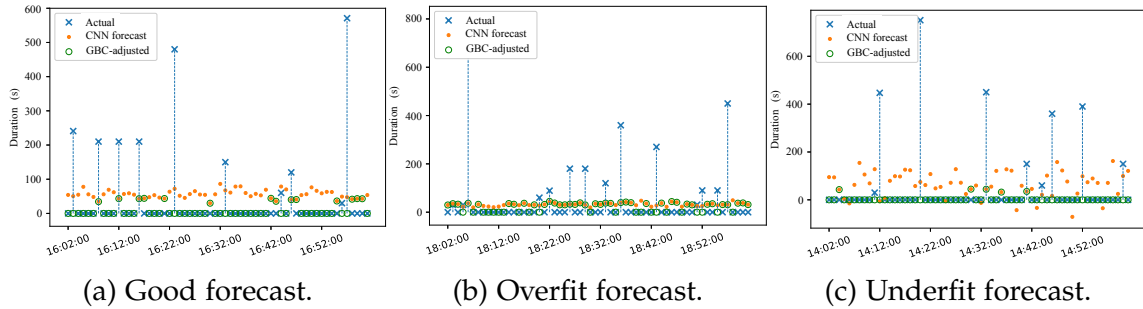 600
500
400
300
200
100
0
Duration (s)
Actual
CNN forecast
GBC-adjusted
16:02:00
16:12:00
16:22:00
16:32:00
16:42:00
16:52:00
(a) Good forecast.
800
600
400
200
0
Duration (s)
Actual
CNN forecast
GBC-adjusted
18:02:00
18:12:00
18:22:00
18:32:00
18:42:00
18:52:00
(b) Overfit forecast.
600
400
200
0
Duration (s)
Actual
CNN forecast
GBC-adjusted
14:02:00
14:12:00
14:22:00
14:32:00
14:42:00
14:52:00
(c) Underfit forecast.